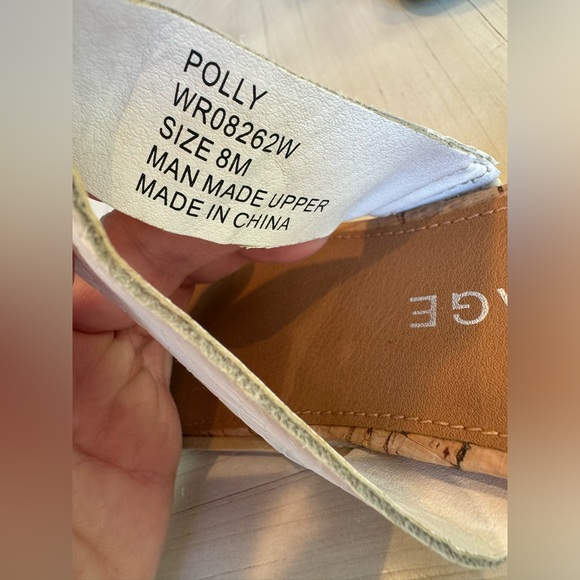 POLLY
WR08262W
SIZE 8M
MAN MADE UPPER
MADE IN CHINA